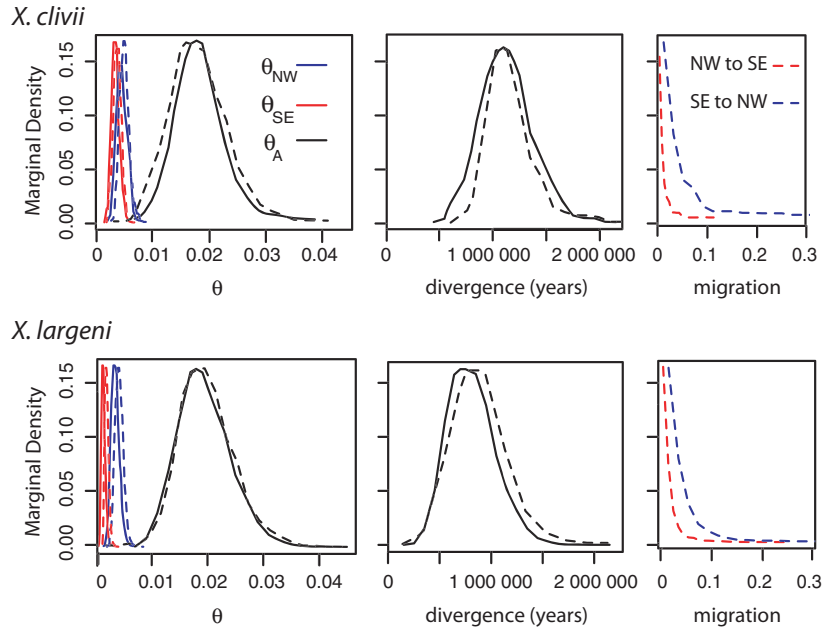 X. clivii
Marginal Density
0.15
0.10
0.05
0.00
θNW
θSE
θA
0 0.01 0.02 0.03 0.04
θ
1 000 000 2 000 000
divergence (years)
NW to SE
SE to NW
0 0.1 0.2 0.3
migration
X. largeni
Marginal Density
0.15
0.10
0.05
0.00
0 0.01 0.02 0.03 0.04
θ
1 000 000 2 000 000
divergence (years)
0 0.1 0.2 0.3
migration